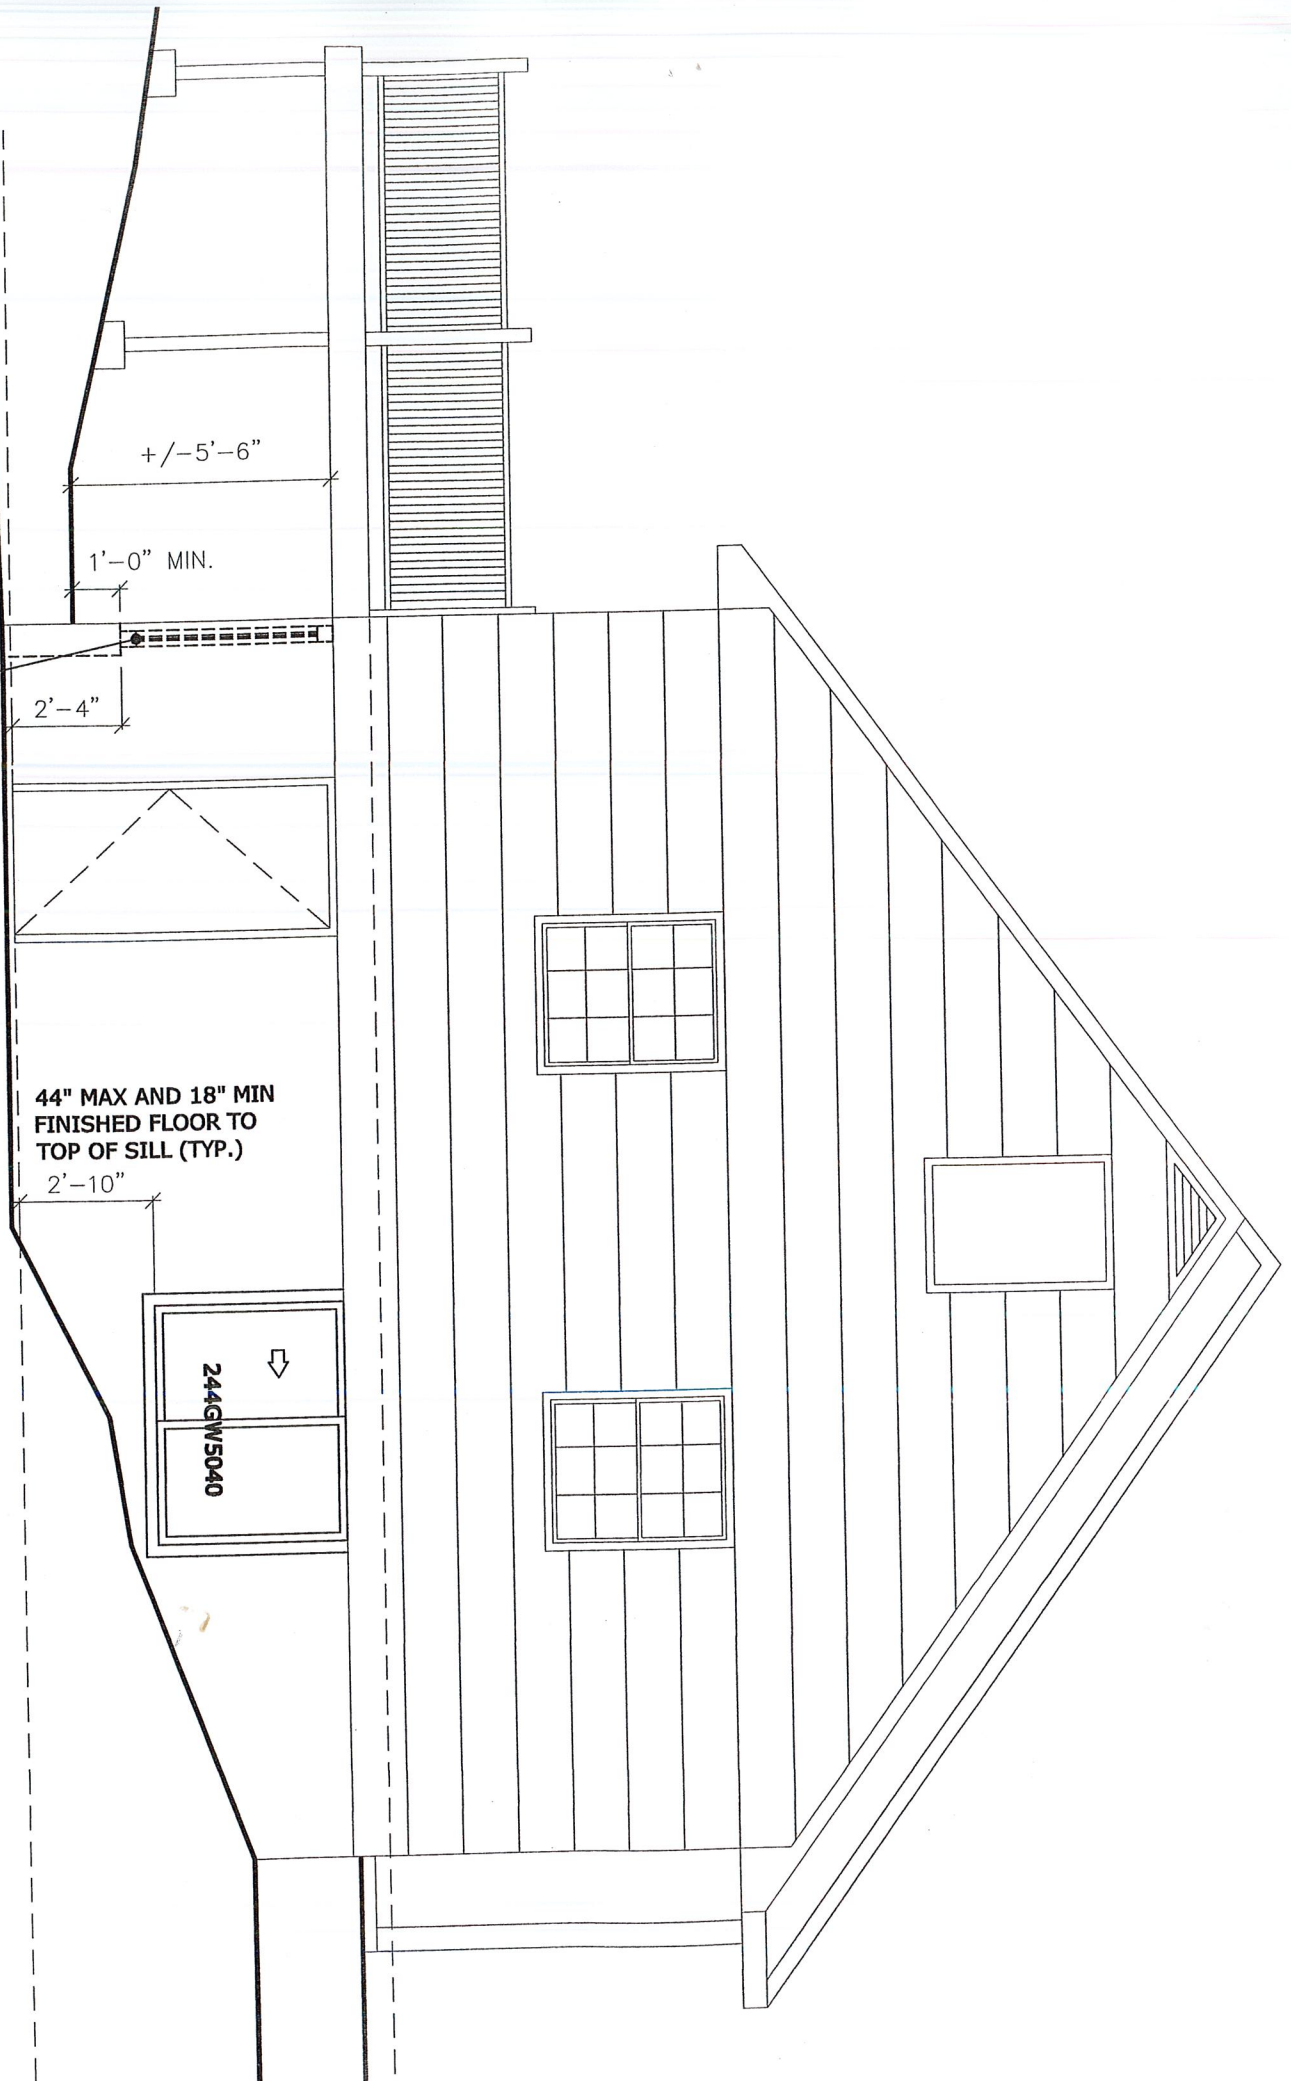 +/-5'-6"
1'-0" MIN.
2'-4"
44" MAX AND 18" MIN
FINISHED FLOOR TO
TOP OF SILL (TYP.)
2'-10"
244GW5040